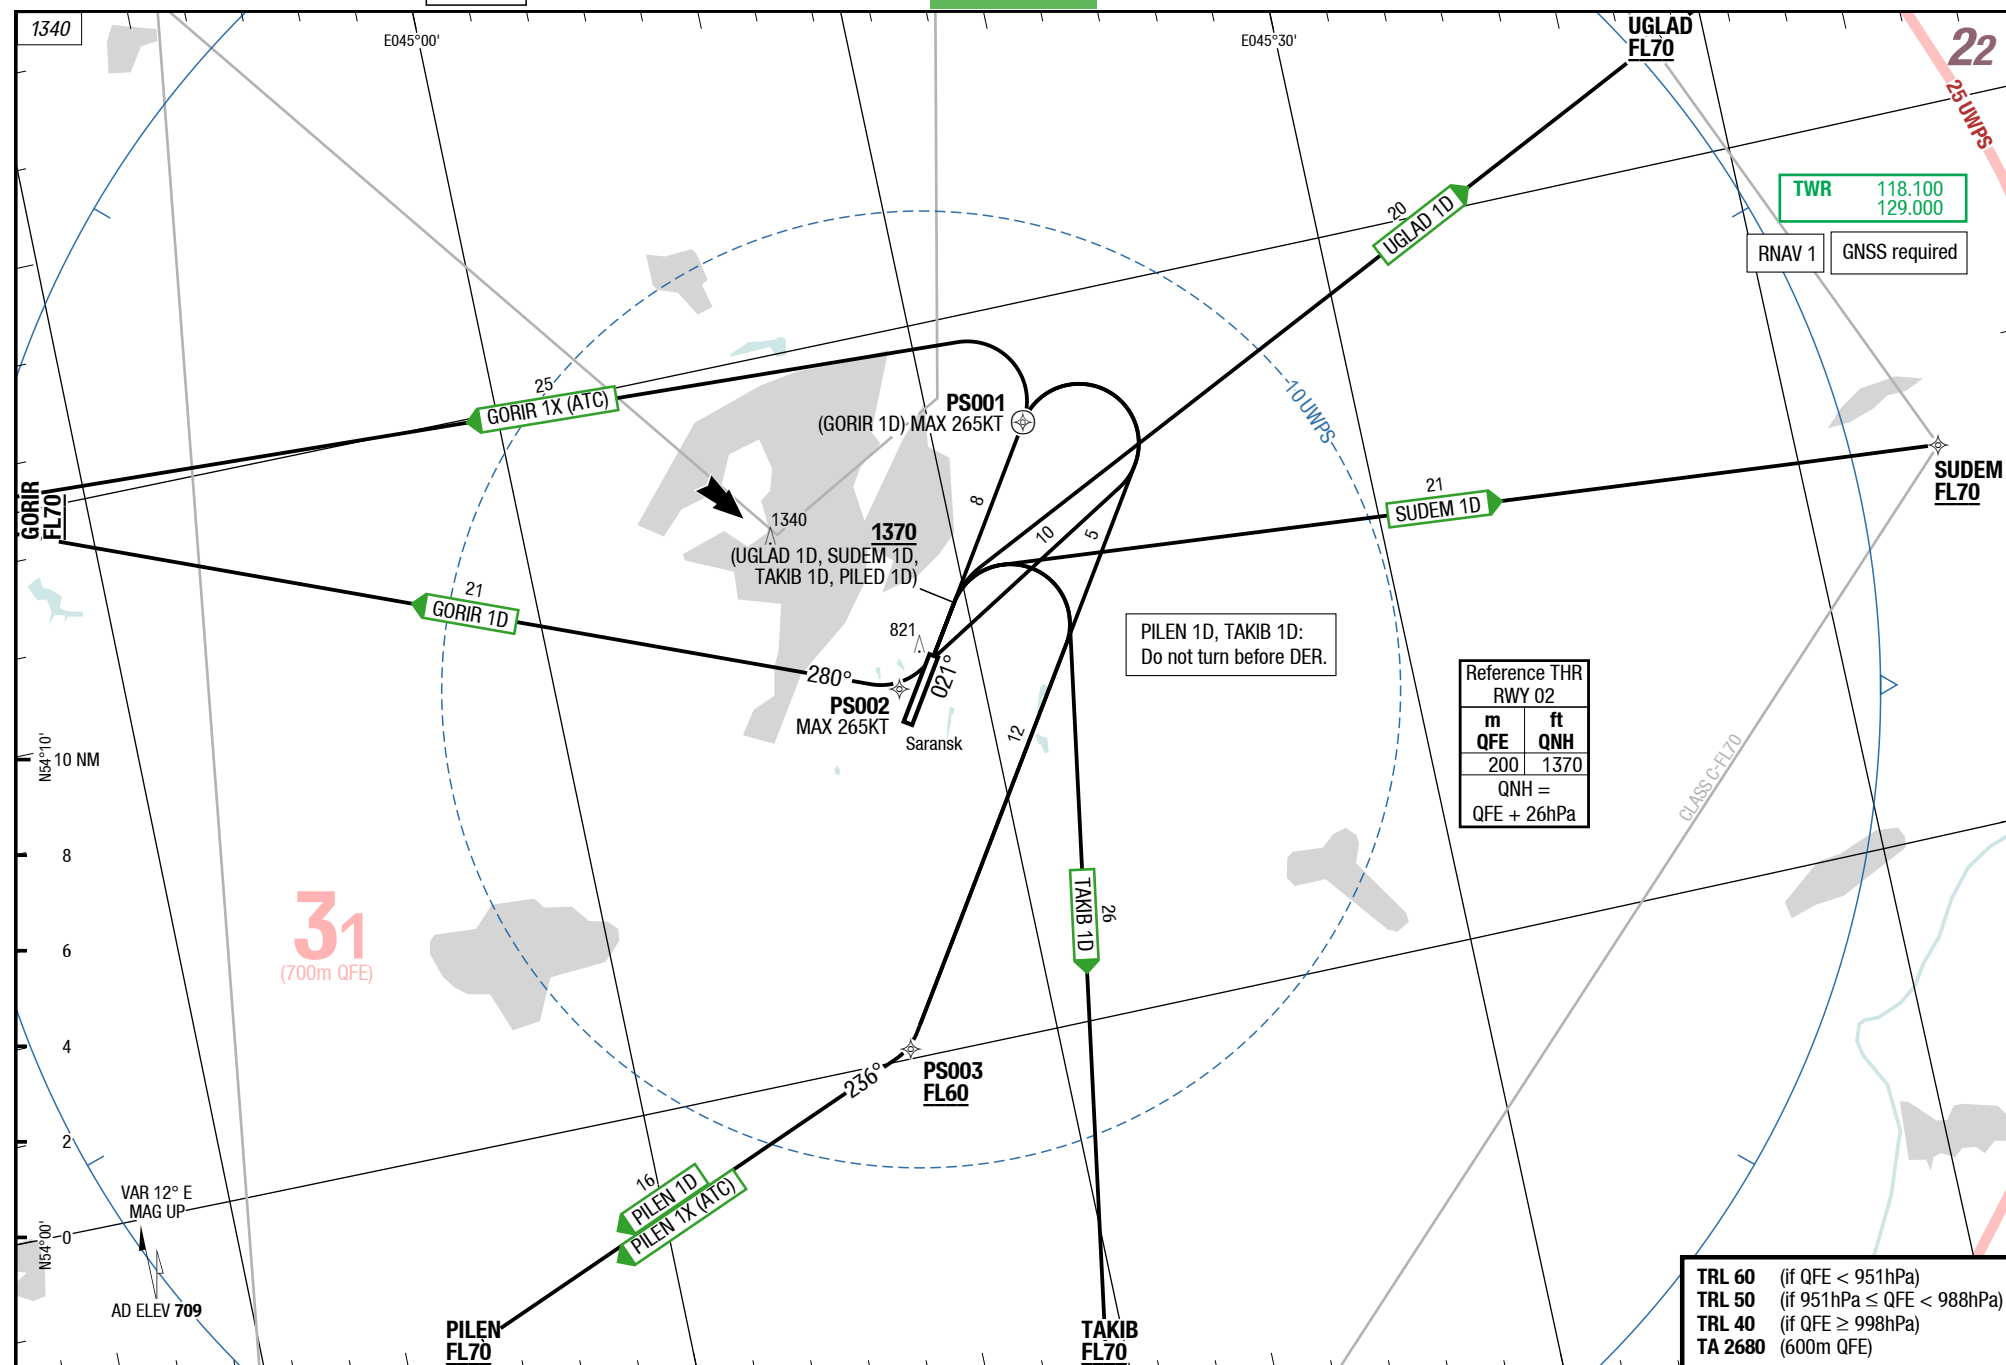 1340
E045°00'
E045°30'
UGLAD
FL70
22
25 UWPS
TWR 118.100
129.000
RNAV 1
GNSS required
20
UGLAD 1D
25
GORIR 1X (ATC)
PS001
(GORIR 1D) MAX 265KT
10 UWPS
GORIR
FL70
SUDEM
FL70
21
SUDEM 1D
8
10
5
1340
1370
(UGLAD 1D, SUDEM 1D,
TAKIB 1D, PILED 1D)
21
GORIR 1D
821
PILEN 1D, TAKIB 1D:
Do not turn before DER.
280°
021°
PS002
MAX 265KT
Saransk
12
Reference THR
RWY 02
m ft
QFE QNH
200 1370
QNH =
QFE + 26hPa
CLASS C-FL70
N54°10'
10 NM
8
6
4
2
0
31
(700m QFE)
26
TAKIB 1D
PS003
FL60
236°
16
PILEN 1D
PILEN 1X (ATC)
VAR 12° E
MAG UP
N54°00'
AD ELEV 709
PILEN
FL70
TAKIB
FL70
TRL 60 (if QFE < 951hPa)
TRL 50 (if 951hPa ≤ QFE < 988hPa)
TRL 40 (if QFE ≥ 998hPa)
TA 2680 (600m QFE)